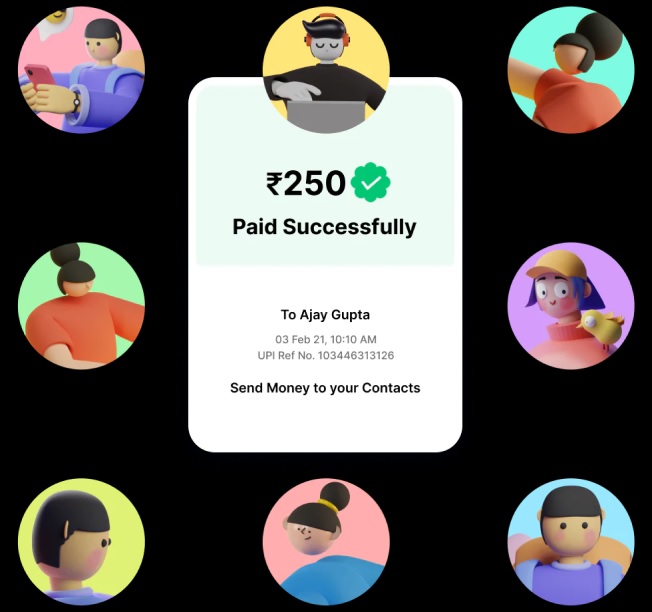 ₹250
Paid Successfully
To Ajay Gupta
03 Feb 21, 10:10 AM
UPI Ref No. 103446313126
Send Money to your Contacts